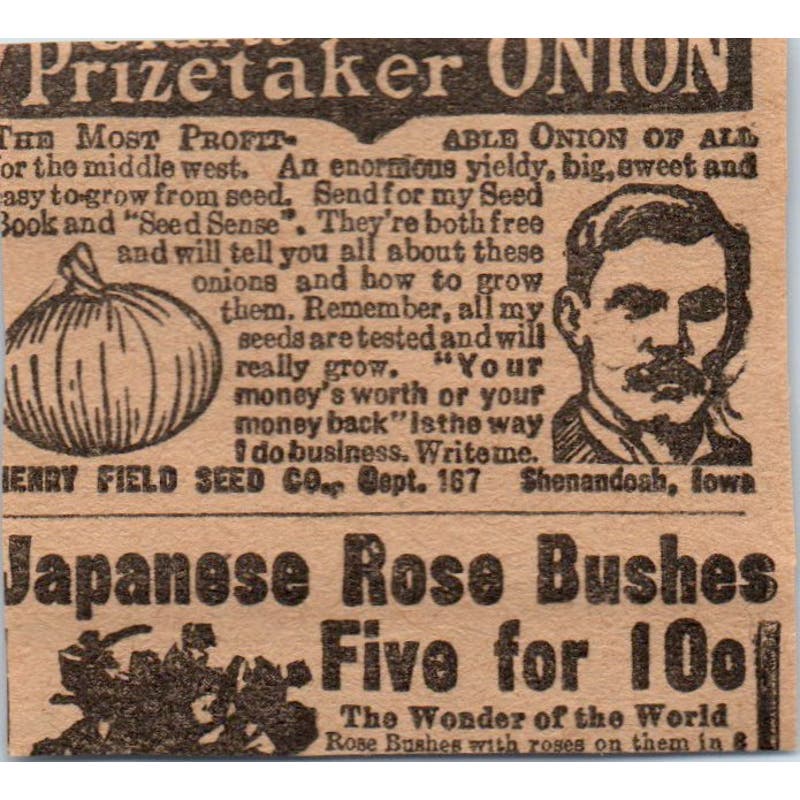 Prizetaker ONION
THE MOST PROFIT- ABLE ONION OF ALL
or the middle west. An enormous yieldy, big, sweet and
easy to-grow from seed. Send for my Seed
Book and "Seed Sense". They're both free
and will tell you all about these
onions and how to grow
them. Remember, all my
seeds are tested and will
really grow. "Your
money's worth or your
money back" is the way
I do business. Write me.
HENRY FIELD SEED CO., Dept. 167 Shenandoah, Iowa
Japanese Rose Bushes
Five for 10c
The Wonder of the World
Rose Bushes with roses on them in 8